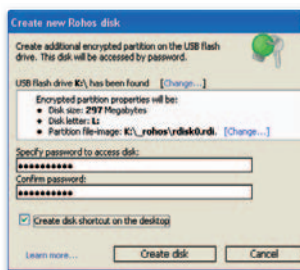 Create new Rohos disk
Create additional encrypted partition on the USB flash
drive. This disk will be accessed by password.
USB flash drive K:\ has been found [Change...]
Encrypted partition properties will be:
• Disk size: 297 Megabytes
• Disk letter: L:
• Partition file-image: K:\_rohos\rdisk0.rdi. [Change...]
Specify password to access disk:
••••••••••
Confirm password:
••••••••••
Create disk shortcut on the desktop
Learn more... Create disk Cancel